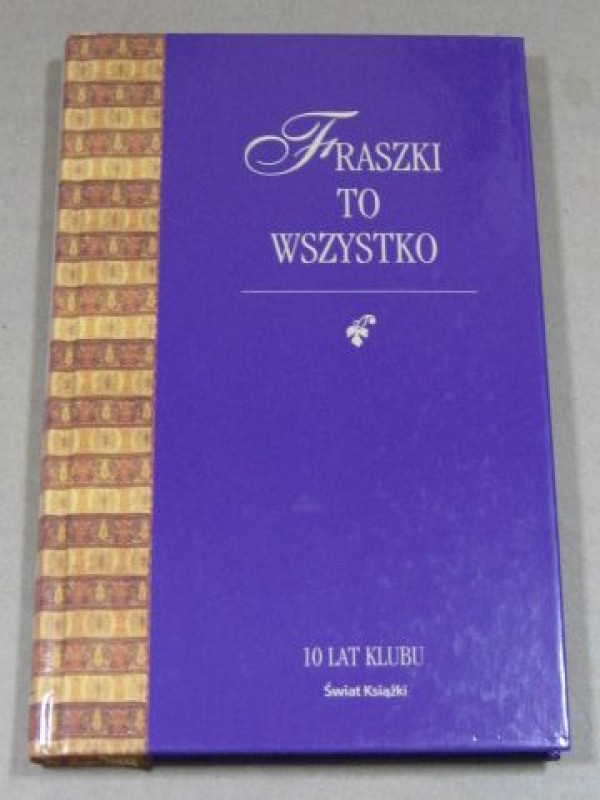 FRASZKI
TO
WSZYSTKO
10 LAT KLUBU
Świat Książki